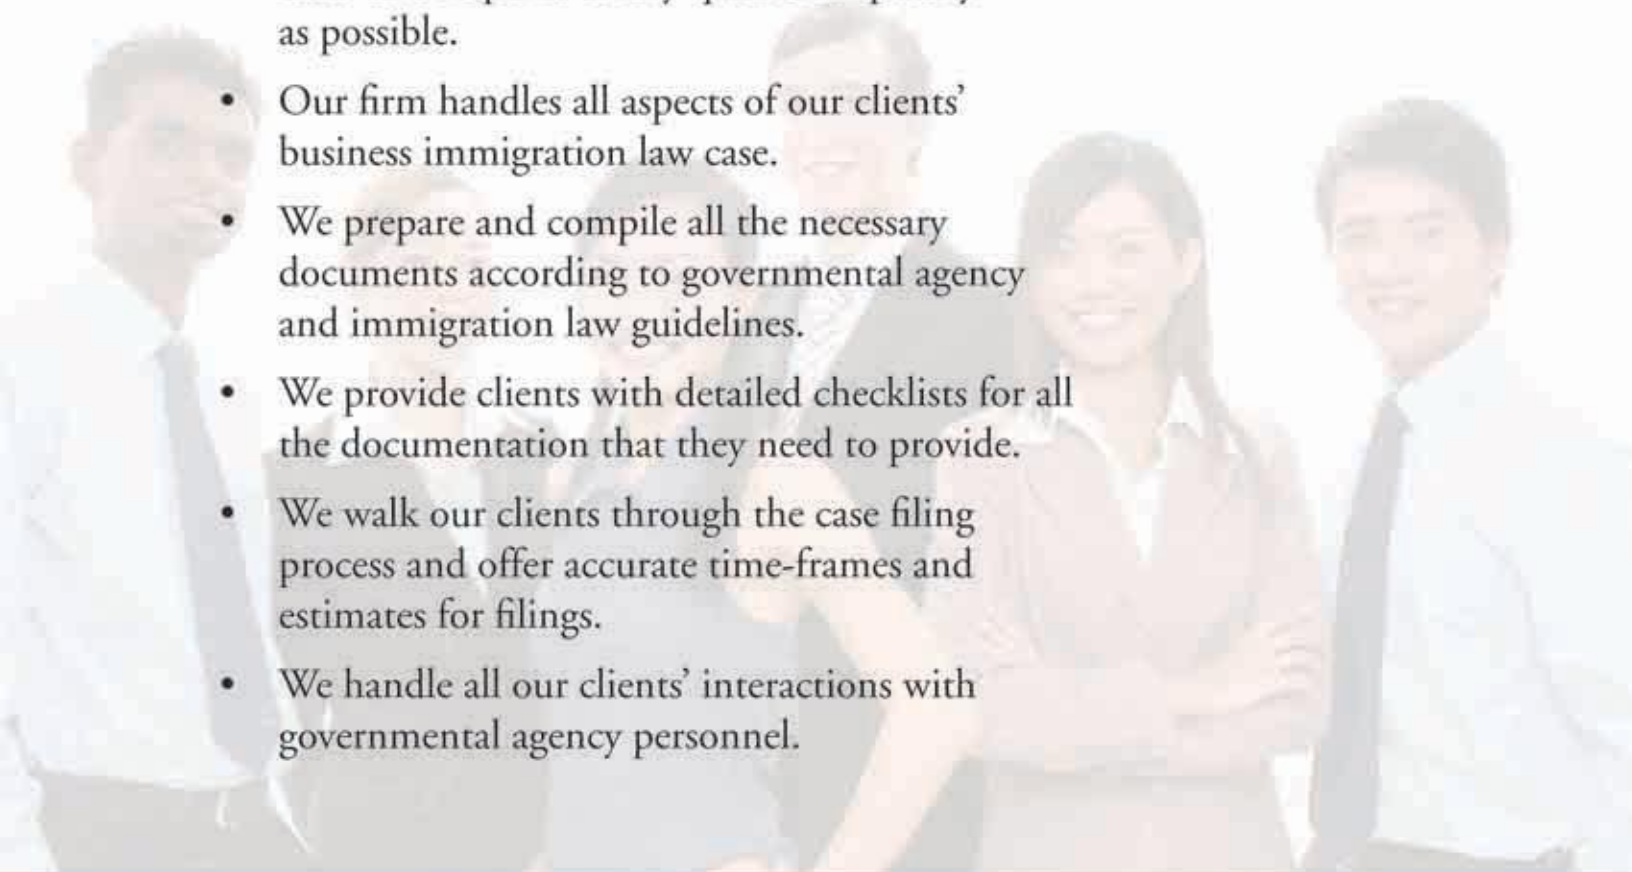 as possible.
• Our firm handles all aspects of our clients’
business immigration law case.
• We prepare and compile all the necessary
documents according to governmental agency
and immigration law guidelines.
• We provide clients with detailed checklists for all
the documentation that they need to provide.
• We walk our clients through the case filing
process and offer accurate time-frames and
estimates for filings.
• We handle all our clients’ interactions with
governmental agency personnel.